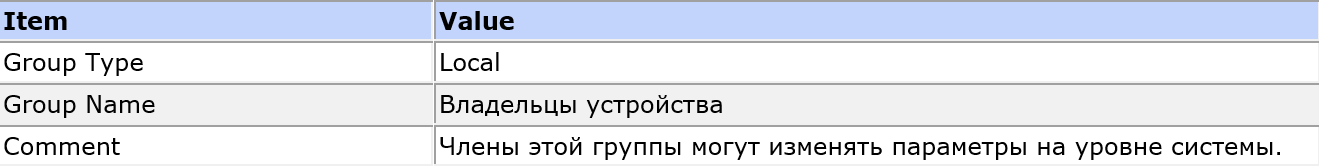 Item Value
Group Type Local
Group Name Владельцы устройства
Comment Члены этой группы могут изменять параметры на уровне системы.